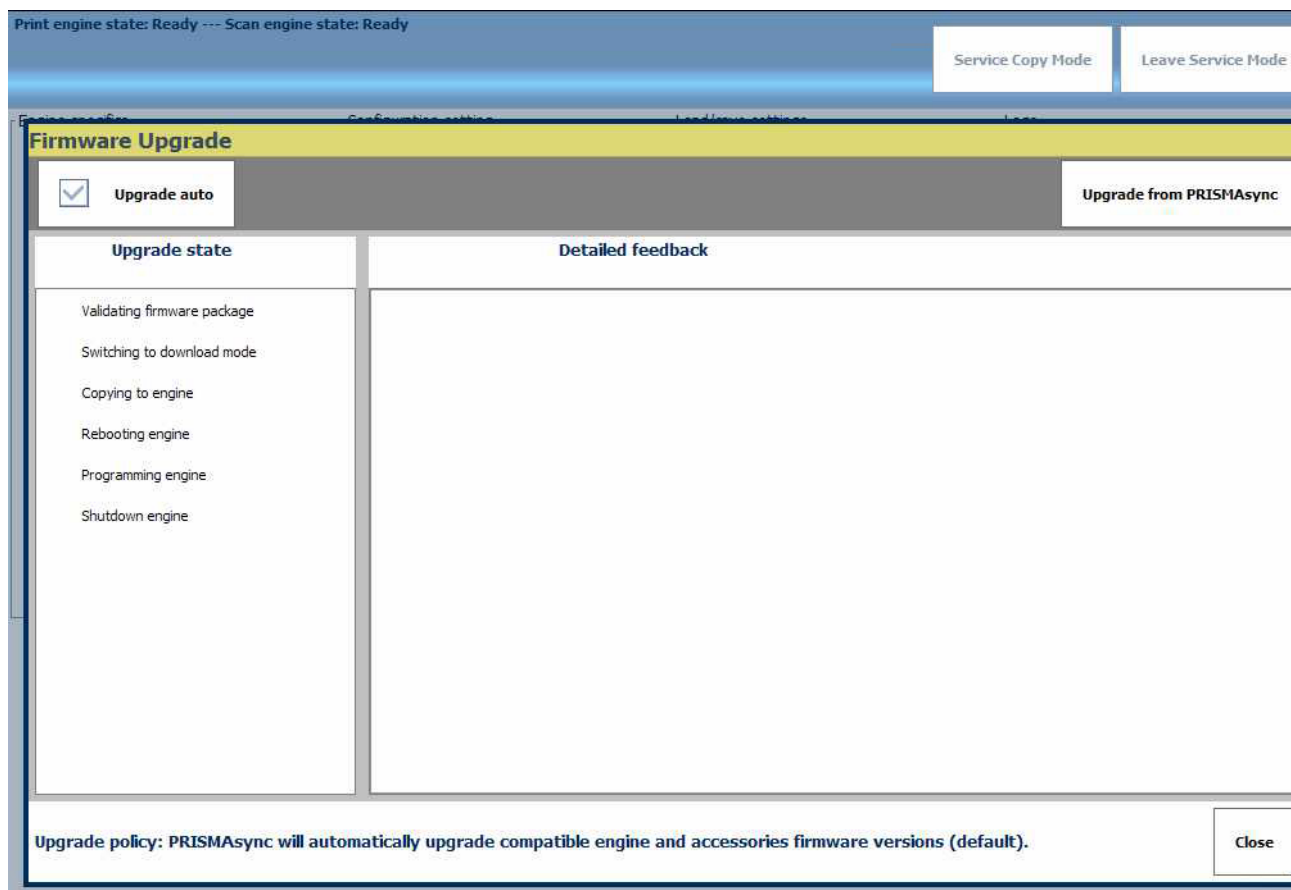 Print engine state: Ready --- Scan engine state: Ready
Service Copy Mode
Leave Service Mode
Firmware Upgrade
Upgrade auto
Upgrade from PRISMAsync
Upgrade state
Detailed feedback
Validating firmware package
Switching to download mode
Copying to engine
Rebooting engine
Programming engine
Shutdown engine
Upgrade policy: PRISMAsync will automatically upgrade compatible engine and accessories firmware versions (default).
Close